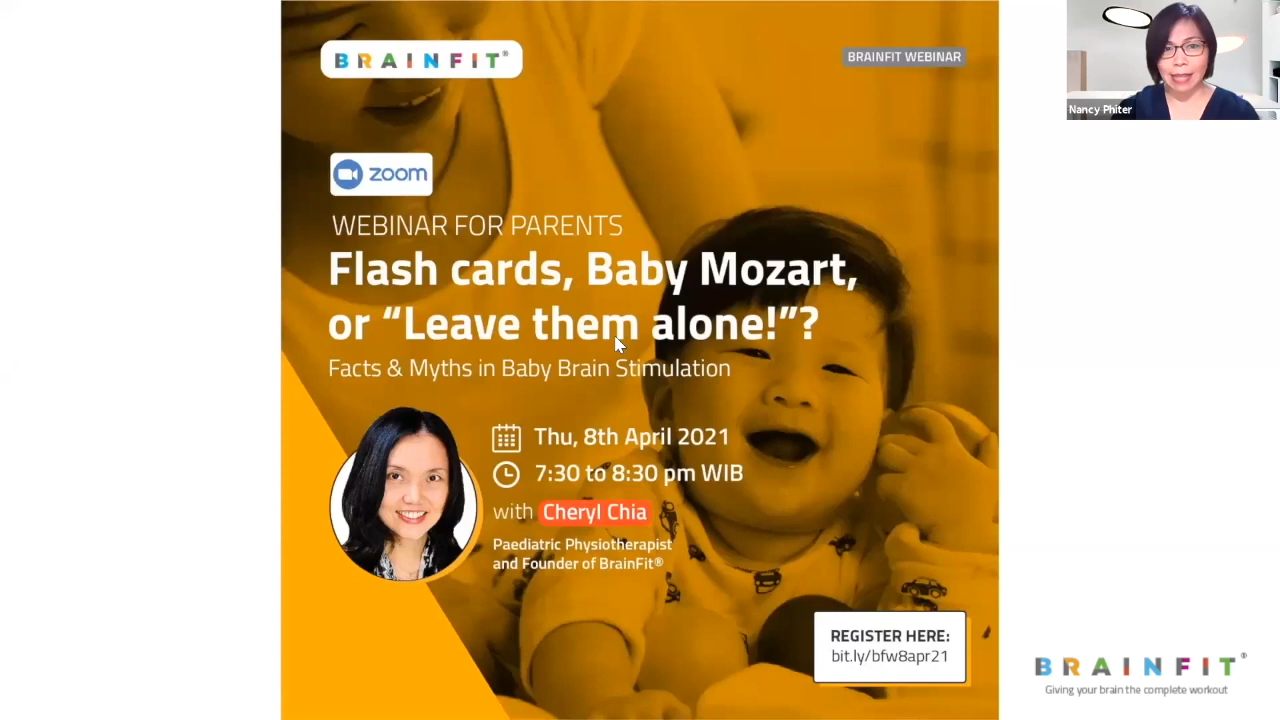 BRAINFIT®
BRAINFIT WEBINAR
Nancy Phiter
zoom
WEBINAR FOR PARENTS
Flash cards, Baby Mozart,
or “Leave them alone!”?
Facts & Myths in Baby Brain Stimulation
Thu, 8th April 2021
7:30 to 8:30 pm WIB
with Cheryl Chia
Paediatric Physiotherapist
and Founder of BrainFit®
REGISTER HERE:
bit.ly/bfw8apr21
BRAINFIT®
Giving your brain the complete workout